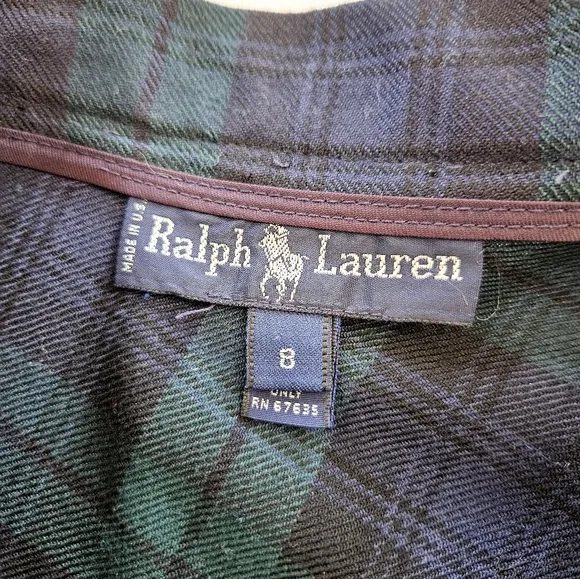 MADE IN U.S.
Ralph Lauren
8
ONLY
RN 67635